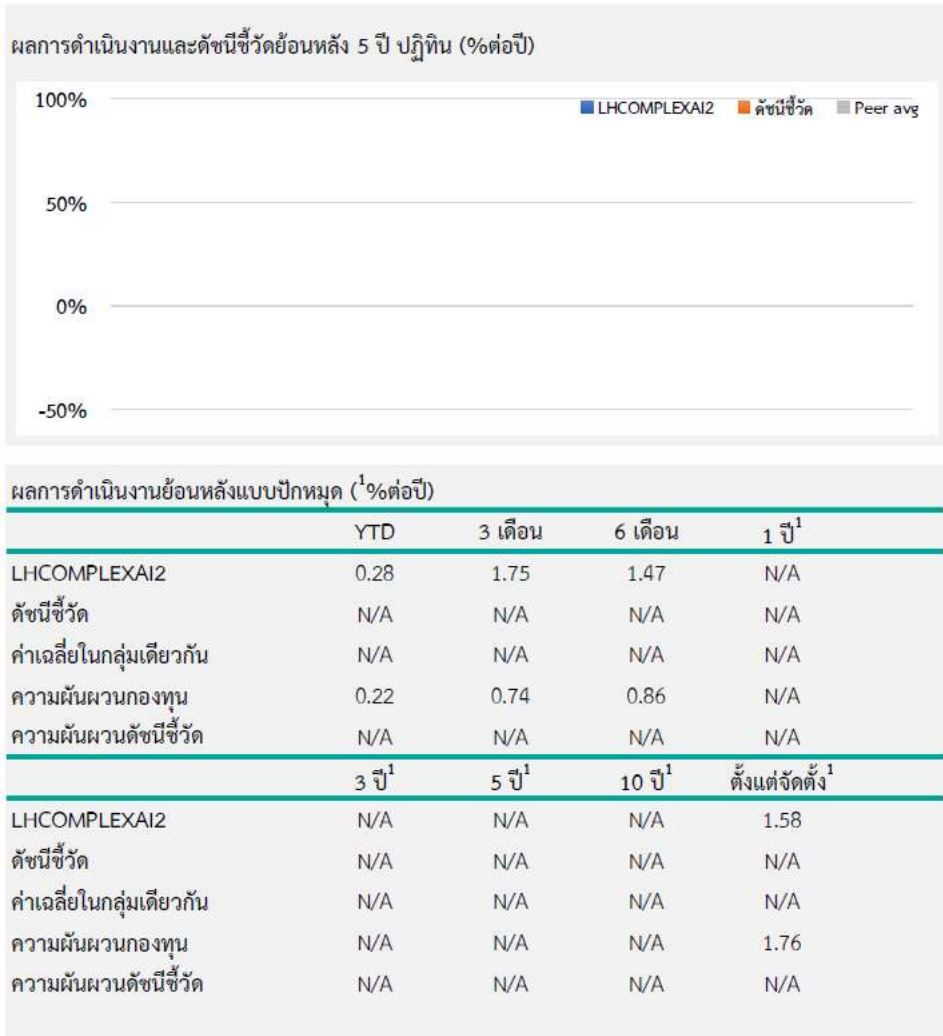 ผลการดำเนินงานและดัชนีชี้วัดย้อนหลัง 5 ปี ปฏิทิน (%ต่อปี)
100%
LHCOMPLEXAI2 ดัชนีชี้วัด Peer avg
50%
0%
-50%
ผลการดำเนินงานย้อนหลังแบบปักหมุด (¹%ต่อปี)
YTD 3 เดือน 6 เดือน 1 ปี¹
LHCOMPLEXAI2 0.28 1.75 1.47 N/A
ดัชนีชี้วัด N/A N/A N/A N/A
ค่าเฉลี่ยในกลุ่มเดียวกัน N/A N/A N/A N/A
ความผันผวนกองทุน 0.22 0.74 0.86 N/A
ความผันผวนดัชนีชี้วัด N/A N/A N/A N/A
3 ปี¹ 5 ปี¹ 10 ปี¹ ตั้งแต่จัดตั้ง¹
LHCOMPLEXAI2 N/A N/A N/A 1.58
ดัชนีชี้วัด N/A N/A N/A N/A
ค่าเฉลี่ยในกลุ่มเดียวกัน N/A N/A N/A N/A
ความผันผวนกองทุน N/A N/A N/A 1.76
ความผันผวนดัชนีชี้วัด N/A N/A N/A N/A